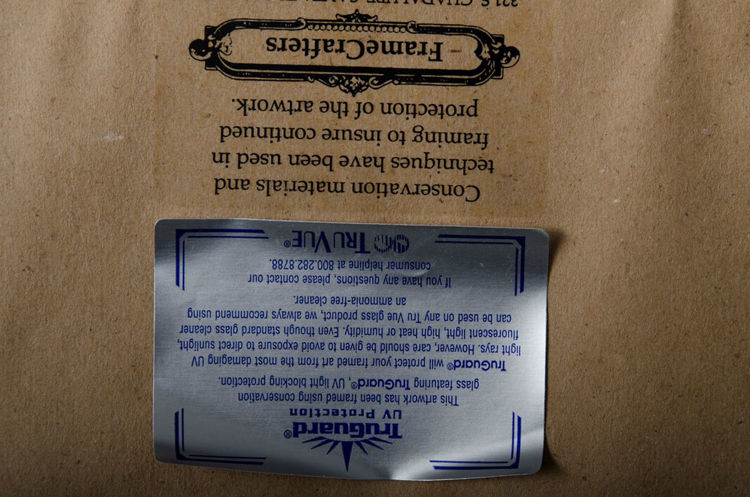 TruGuard®
UV Protection
This artwork has been framed using conservation
glass featuring TruGuard®, UV light blocking protection.
TruGuard® will protect your framed art from the most damaging UV
light rays. However, care should be given to avoid exposure to direct sunlight,
fluorescent light, high heat or humidity. Even though standard glass cleaner
can be used on any Tru Vue glass product, we always recommend using
an ammonia-free cleaner.
If you have any questions, please contact our
consumer helpline at 800.282.8788.
TRUVUE®
Conservation materials and
techniques have been used in
framing to insure continued
protection of the artwork.
– FrameCrafters
321 S. GUADALUPE